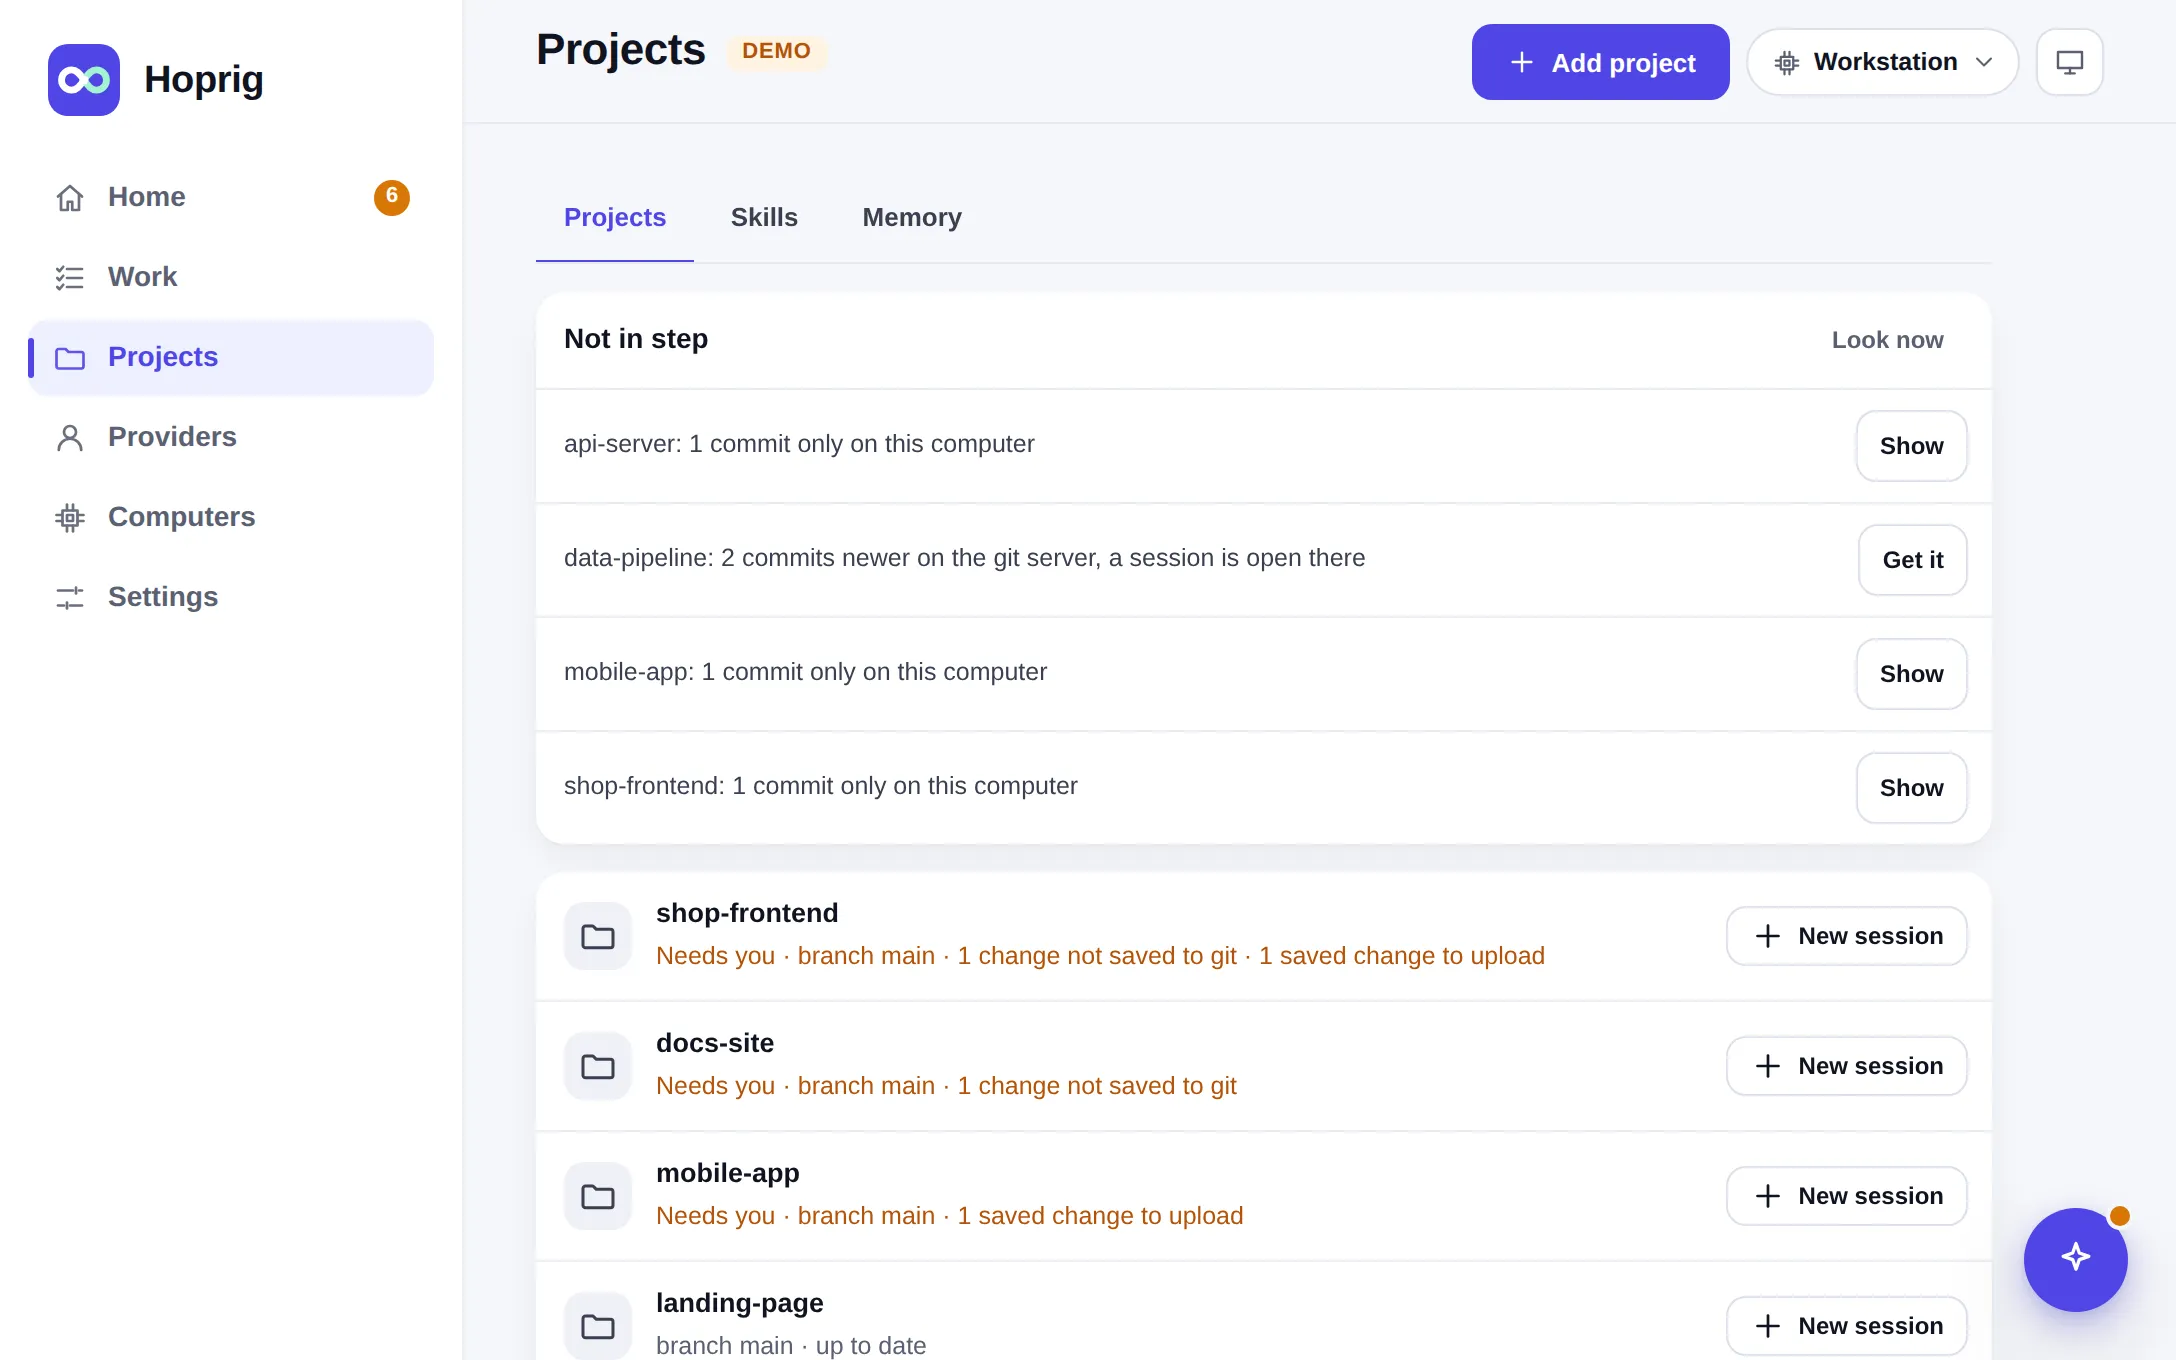 Hoprig
Home 6
Work
Projects
Providers
Computers
Settings
Projects DEMO
Add project
Workstation
Projects Skills Memory
Not in step Look now
api-server: 1 commit only on this computer Show
data-pipeline: 2 commits newer on the git server, a session is open there Get it
mobile-app: 1 commit only on this computer Show
shop-frontend: 1 commit only on this computer Show
shop-frontend
Needs you · branch main · 1 change not saved to git · 1 saved change to upload
New session
docs-site
Needs you · branch main · 1 change not saved to git
New session
mobile-app
Needs you · branch main · 1 saved change to upload
New session
landing-page
branch main · up to date
New session